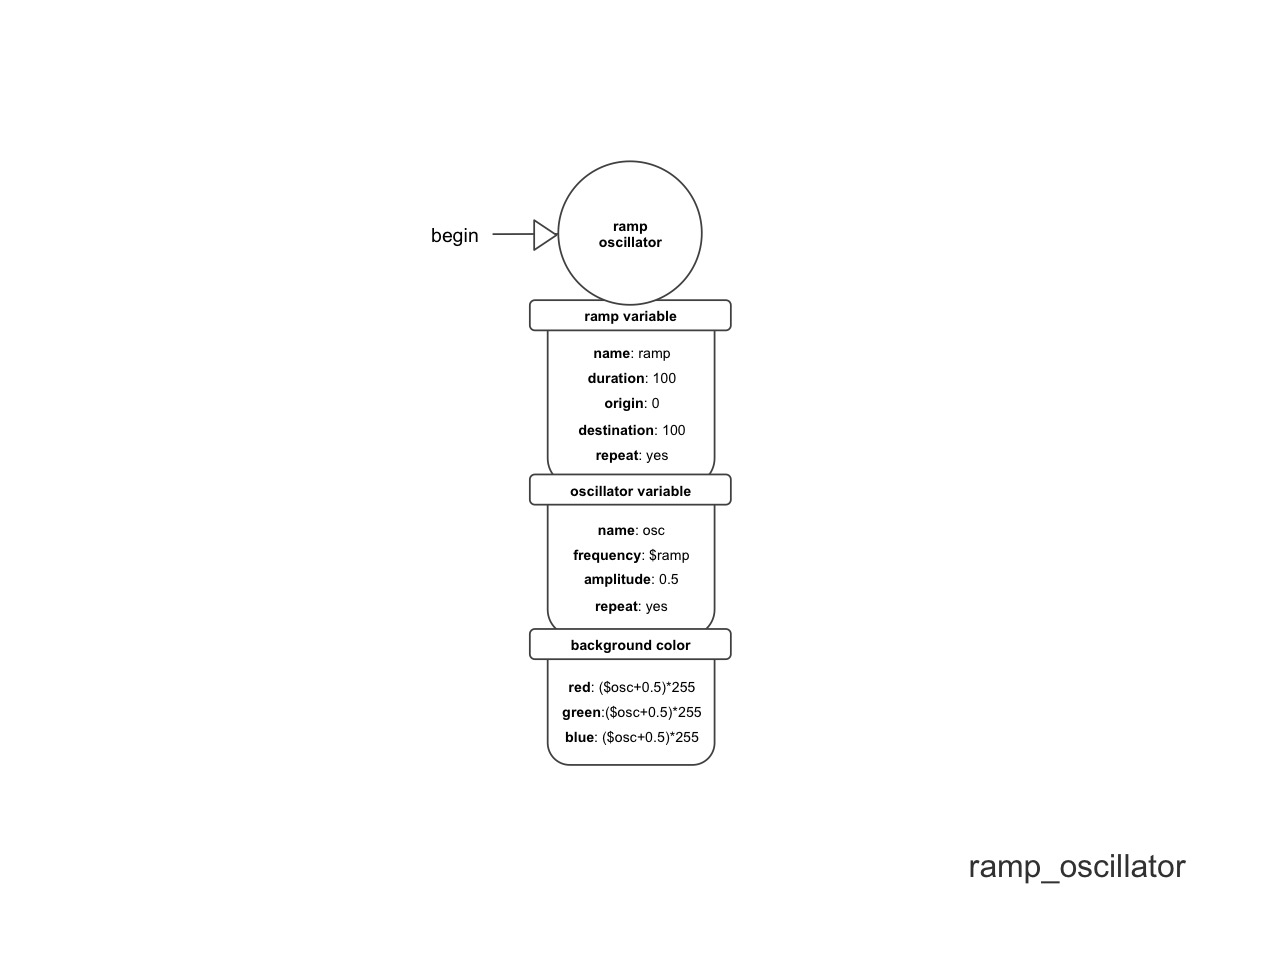 begin
ramp
oscillator
ramp variable
name: ramp
duration: 100
origin: 0
destination: 100
repeat: yes
oscillator variable
name: osc
frequency: $ramp
amplitude: 0.5
repeat: yes
background color
red: ($osc+0.5)*255
green:($osc+0.5)*255
blue: ($osc+0.5)*255
ramp_oscillator